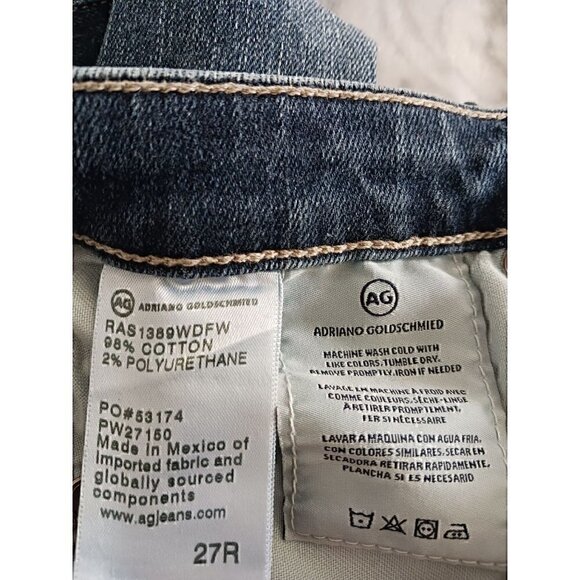 AG ADRIANO GOLDSCHMIED
RAS1389WDFW
98% COTTON
2% POLYURETHANE
PO#53174
PW27150
Made in Mexico of
imported fabric and
globally sourced
components
www.agjeans.com
27R
AG
ADRIANO GOLDSCHMIED
MACHINE WASH COLD WITH
LIKE COLORS, TUMBLE DRY.
REMOVE PROMPTLY, IRON IF NEEDED
LAVAGE EN MACHINE À FROID AVEC
COMME COULEURS, SÈCHE-LINGE
À RETIRER PROMPTEMENT,
FER SI NÉCESSAIRE
LAVAR A MAQUINA CON AGUA FRIA,
CON COLORES SIMILARES, SECAR EN
SECADORA RETIRAR RAPIDAMENTE,
PLANCHA SI ES NECESARIO